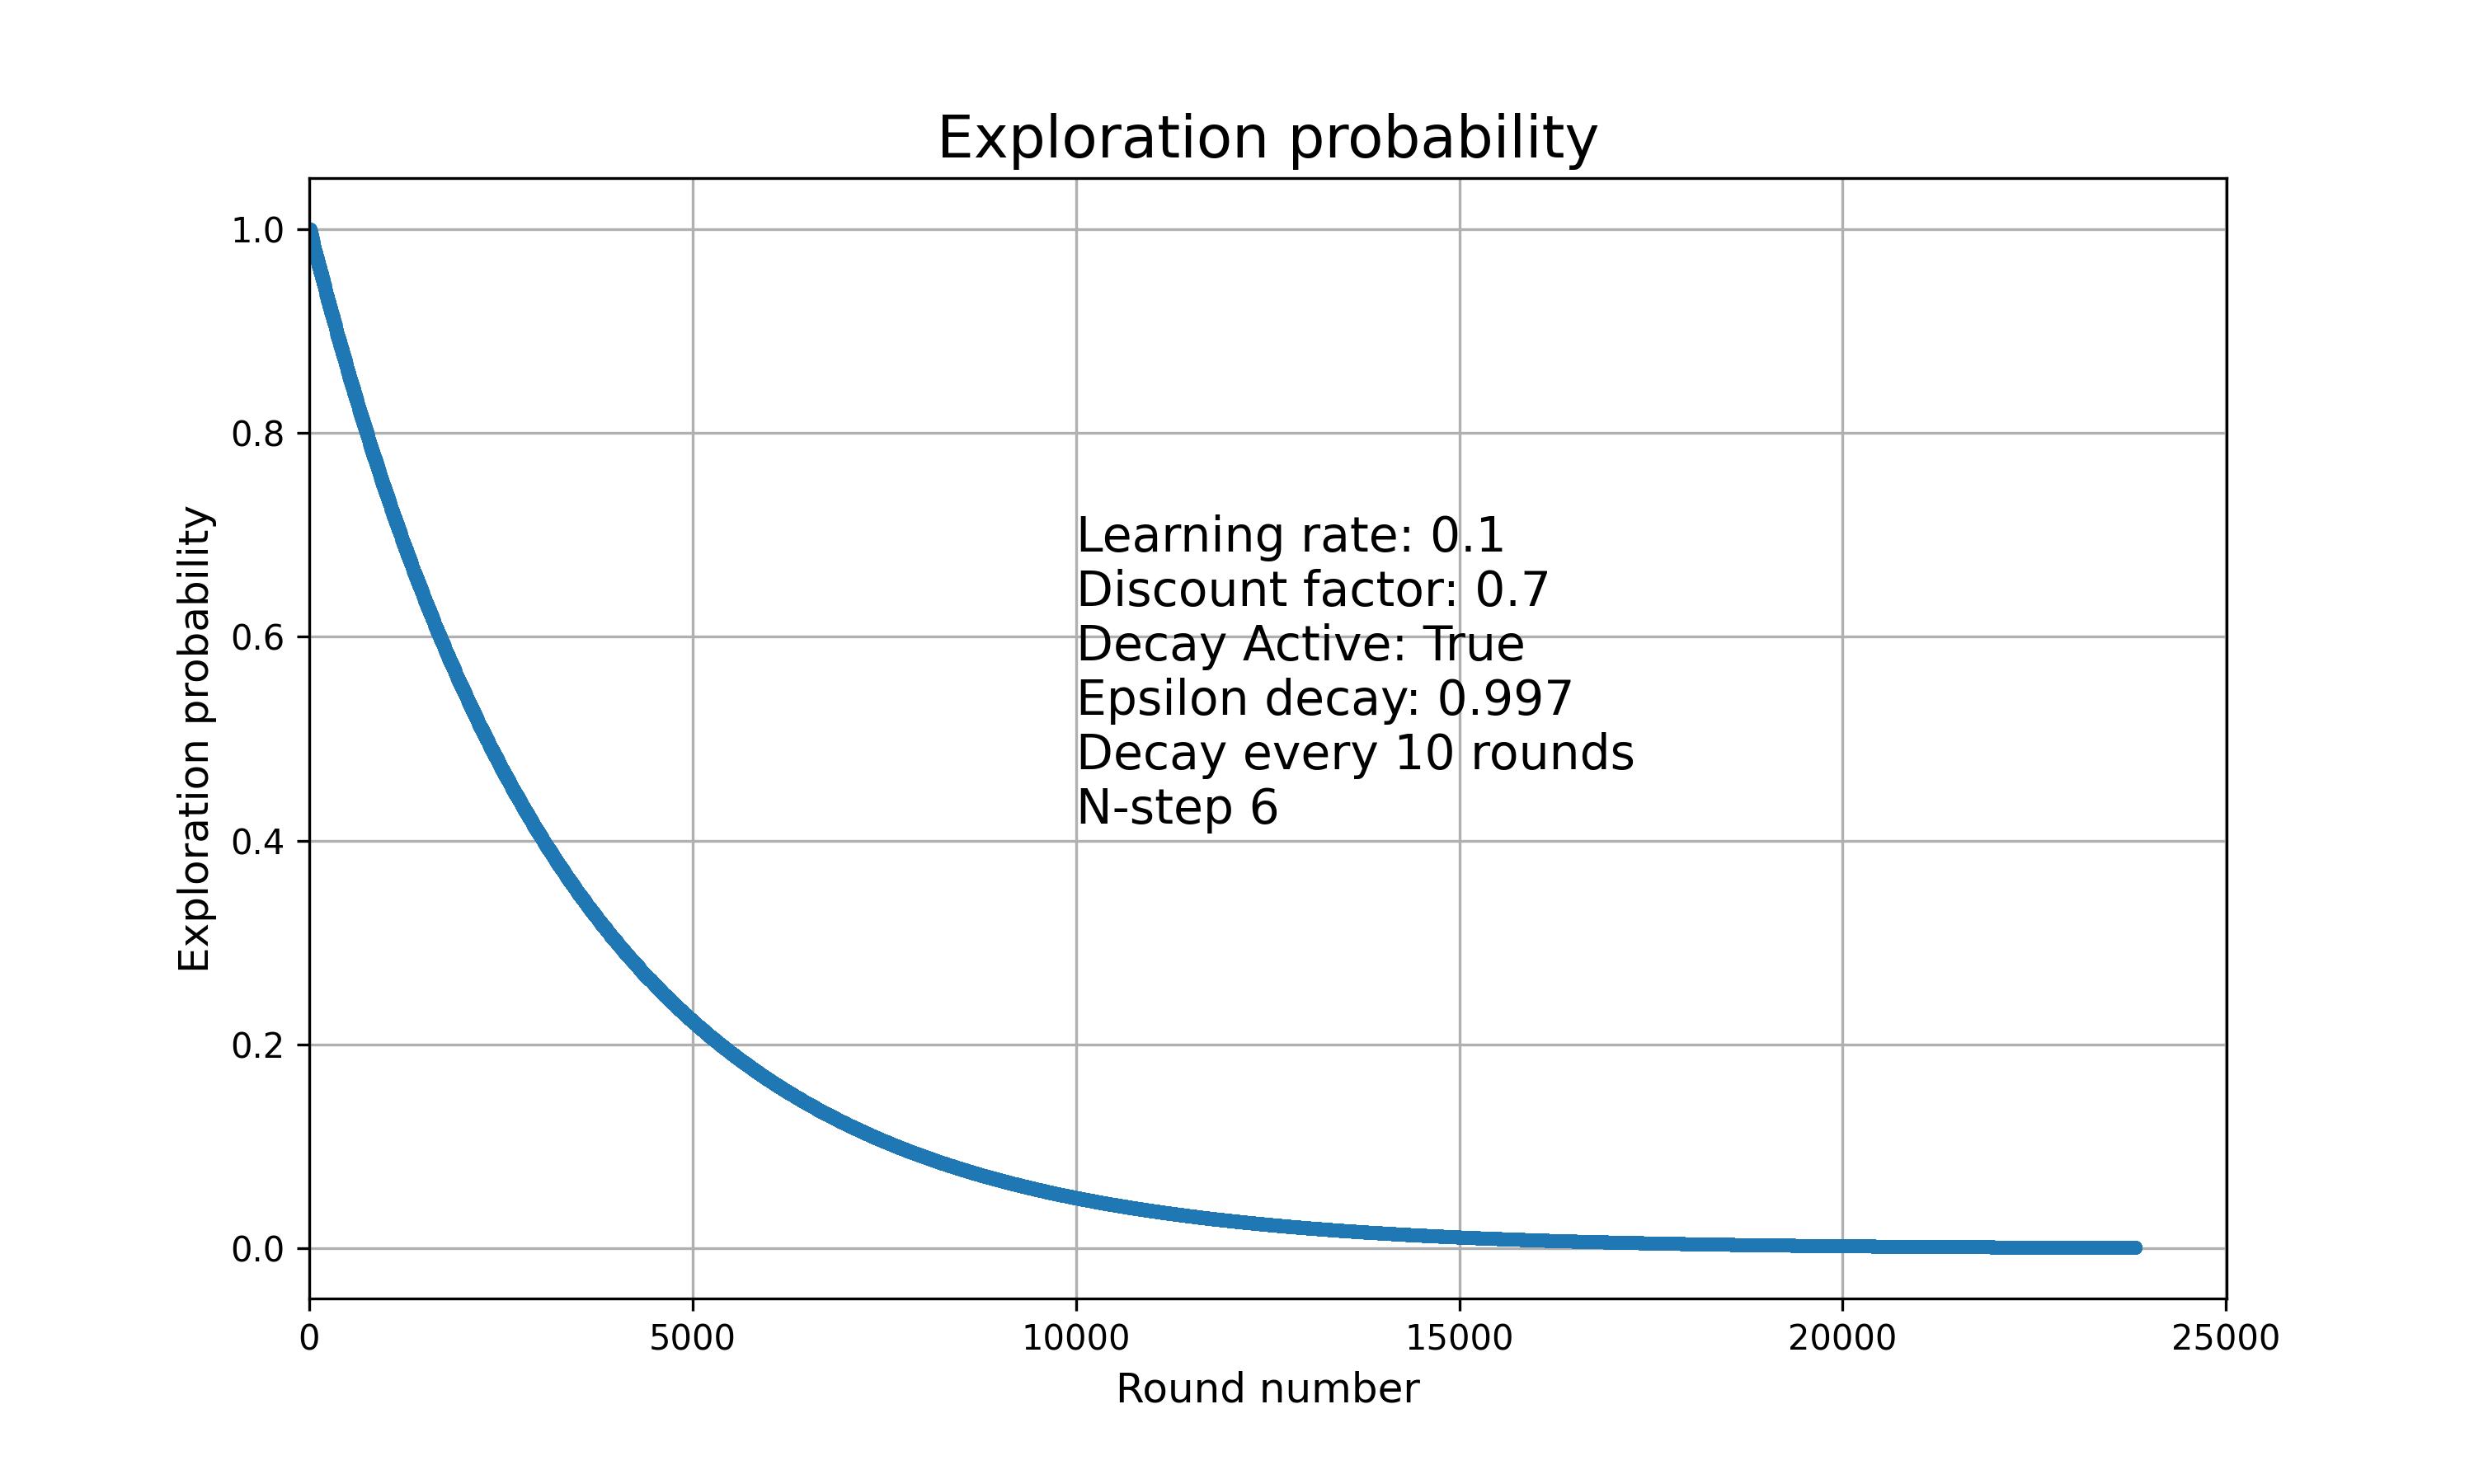 Exploration probability
Exploration probability
1.0
0.8
0.6
0.4
0.2
0.0
Learning rate: 0.1
Discount factor: 0.7
Decay Active: True
Epsilon decay: 0.997
Decay every 10 rounds
N-step 6
0 5000 10000 15000 20000 25000
Round number